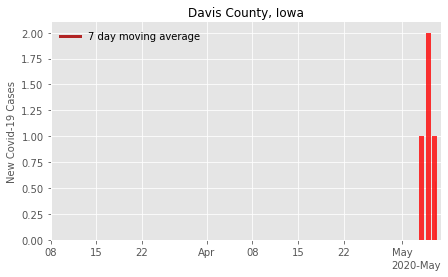 Davis County, Iowa
7 day moving average
New Covid-19 Cases
2.00
1.75
1.50
1.25
1.00
0.75
0.50
0.25
0.00
08 15 22 Apr 08 15 22 May
2020-May